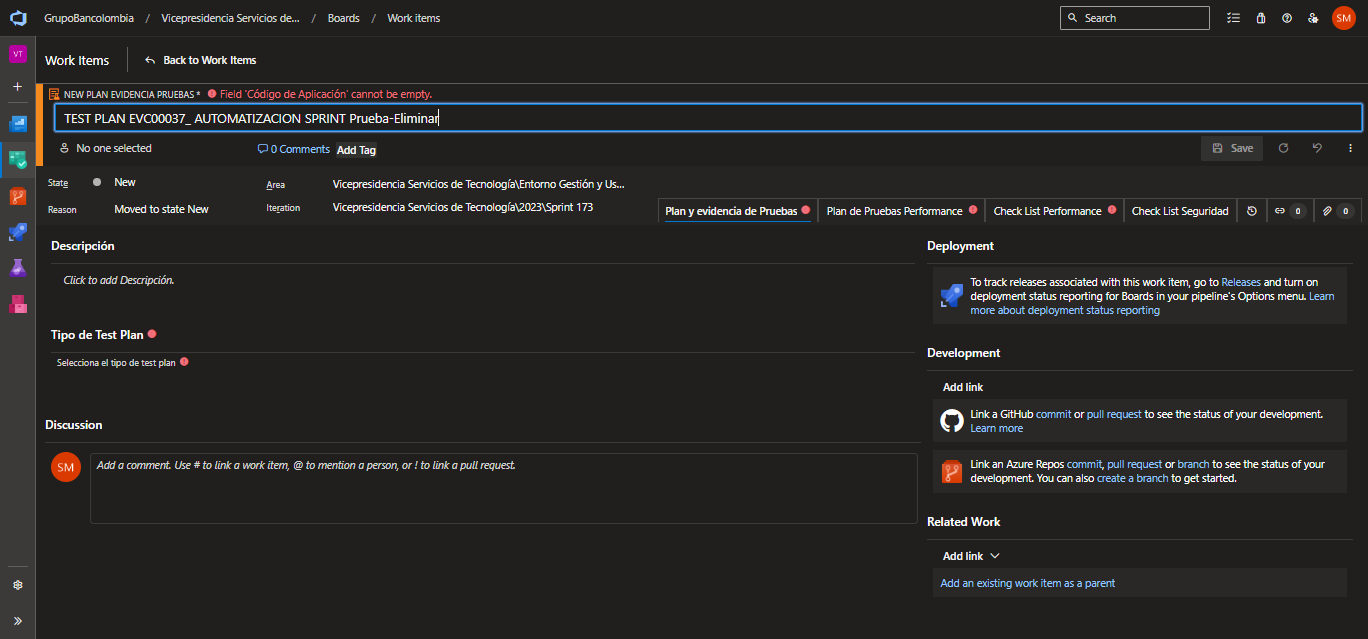 GrupoBancolombia / Vicepresidencia Servicios de... / Boards / Work items
Search
SM
VT
Work Items
Back to Work Items
NEW PLAN EVIDENCIA PRUEBAS * Field 'Código de Aplicación' cannot be empty.
TEST PLAN EVC00037_ AUTOMATIZACION SPRINT Prueba-Eliminar
No one selected
0 Comments
Add Tag
Save
State New
Reason Moved to state New
Area Vicepresidencia Servicios de Tecnología\Entorno Gestión y Us...
Iteration Vicepresidencia Servicios de Tecnología\2023\Sprint 173
Plan y evidencia de Pruebas
Plan de Pruebas Performance
Check List Performance
Check List Seguridad
0
0
Descripción
Click to add Descripción.
Tipo de Test Plan
Selecciona el tipo de test plan
Discussion
SM
Add a comment. Use # to link a work item, @ to mention a person, or ! to link a pull request.
Deployment
To track releases associated with this work item, go to Releases and turn on
deployment status reporting for Boards in your pipeline's Options menu. Learn
more about deployment status reporting
Development
Add link
Link a GitHub commit or pull request to see the status of your development.
Learn more
Link an Azure Repos commit, pull request or branch to see the status of your
development. You can also create a branch to get started.
Related Work
Add link
Add an existing work item as a parent